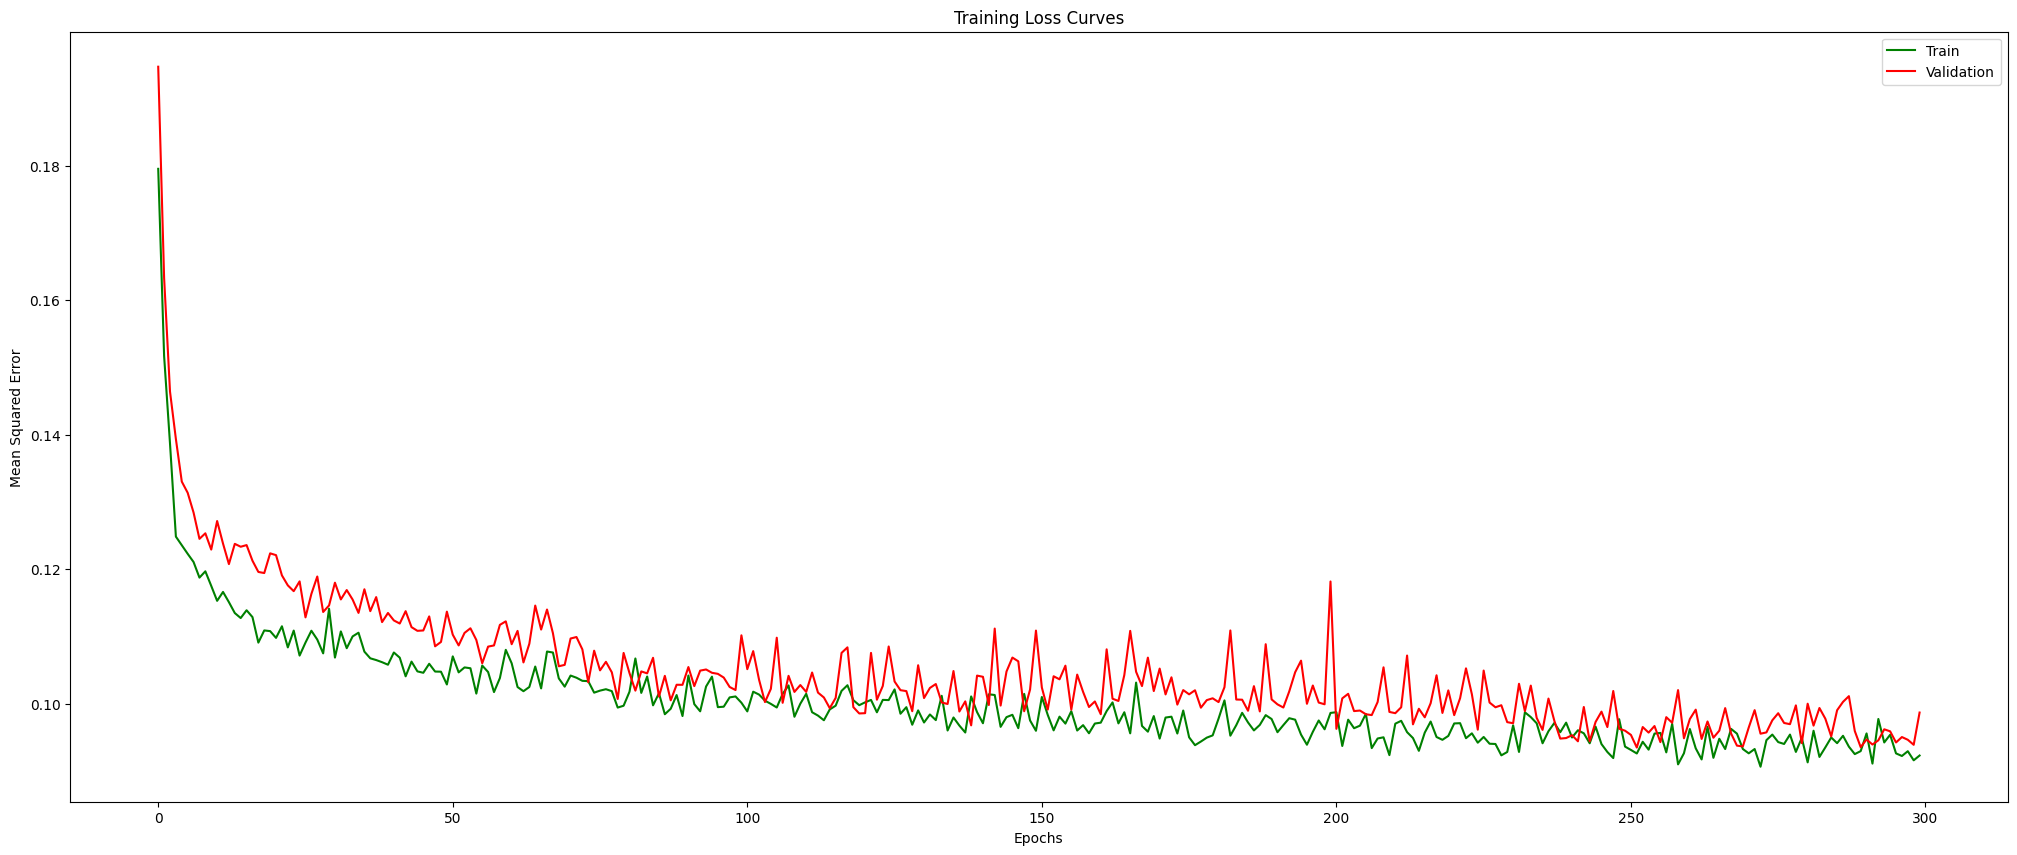 Training Loss Curves
Train
Validation
Mean Squared Error
0.18
0.16
0.14
0.12
0.10
0
50
100
150
200
250
300
Epochs